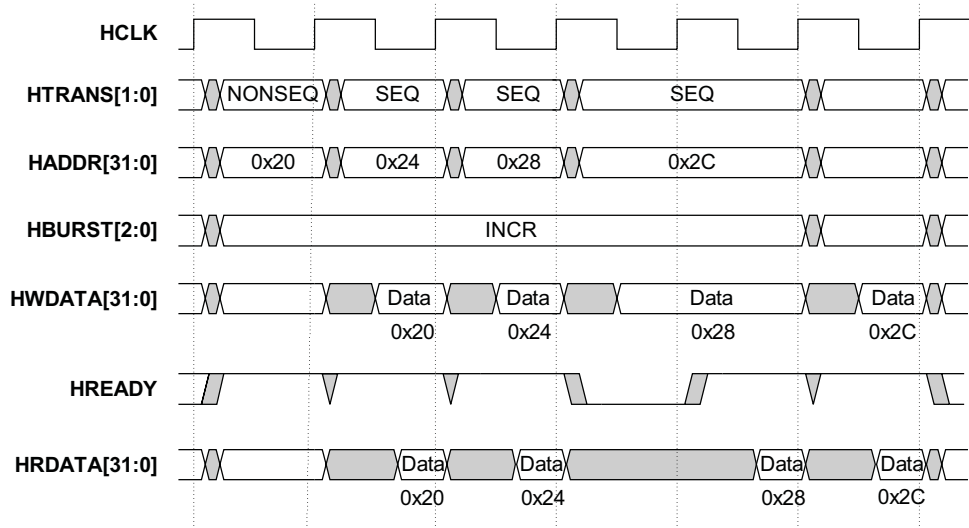 HCLK
HTRANS[1:0] NONSEQ SEQ SEQ SEQ
HADDR[31:0] 0x20 0x24 0x28 0x2C
HBURST[2:0] INCR
HWDATA[31:0] Data Data Data Data
0x20 0x24 0x28 0x2C
HREADY
HRDATA[31:0] Data Data Data Data
0x20 0x24 0x28 0x2C